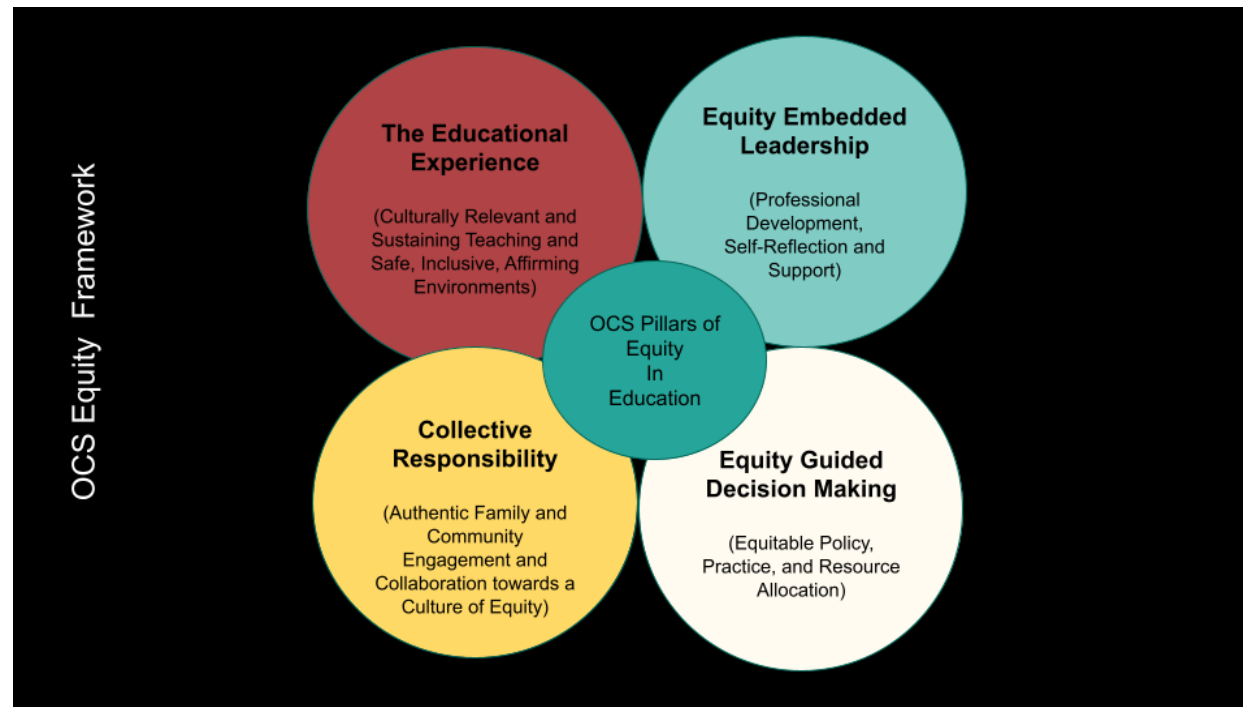 OCS Equity Framework
The Educational
Experience
(Culturally Relevant and
Sustaining Teaching and
Safe, Inclusive, Affirming
Environments)
Equity Embedded
Leadership
(Professional
Development,
Self-Reflection and
Support)
OCS Pillars of
Equity
In
Education
Collective
Responsibility
(Authentic Family and
Community
Engagement and
Collaboration towards a
Culture of Equity)
Equity Guided
Decision Making
(Equitable Policy,
Practice, and Resource
Allocation)